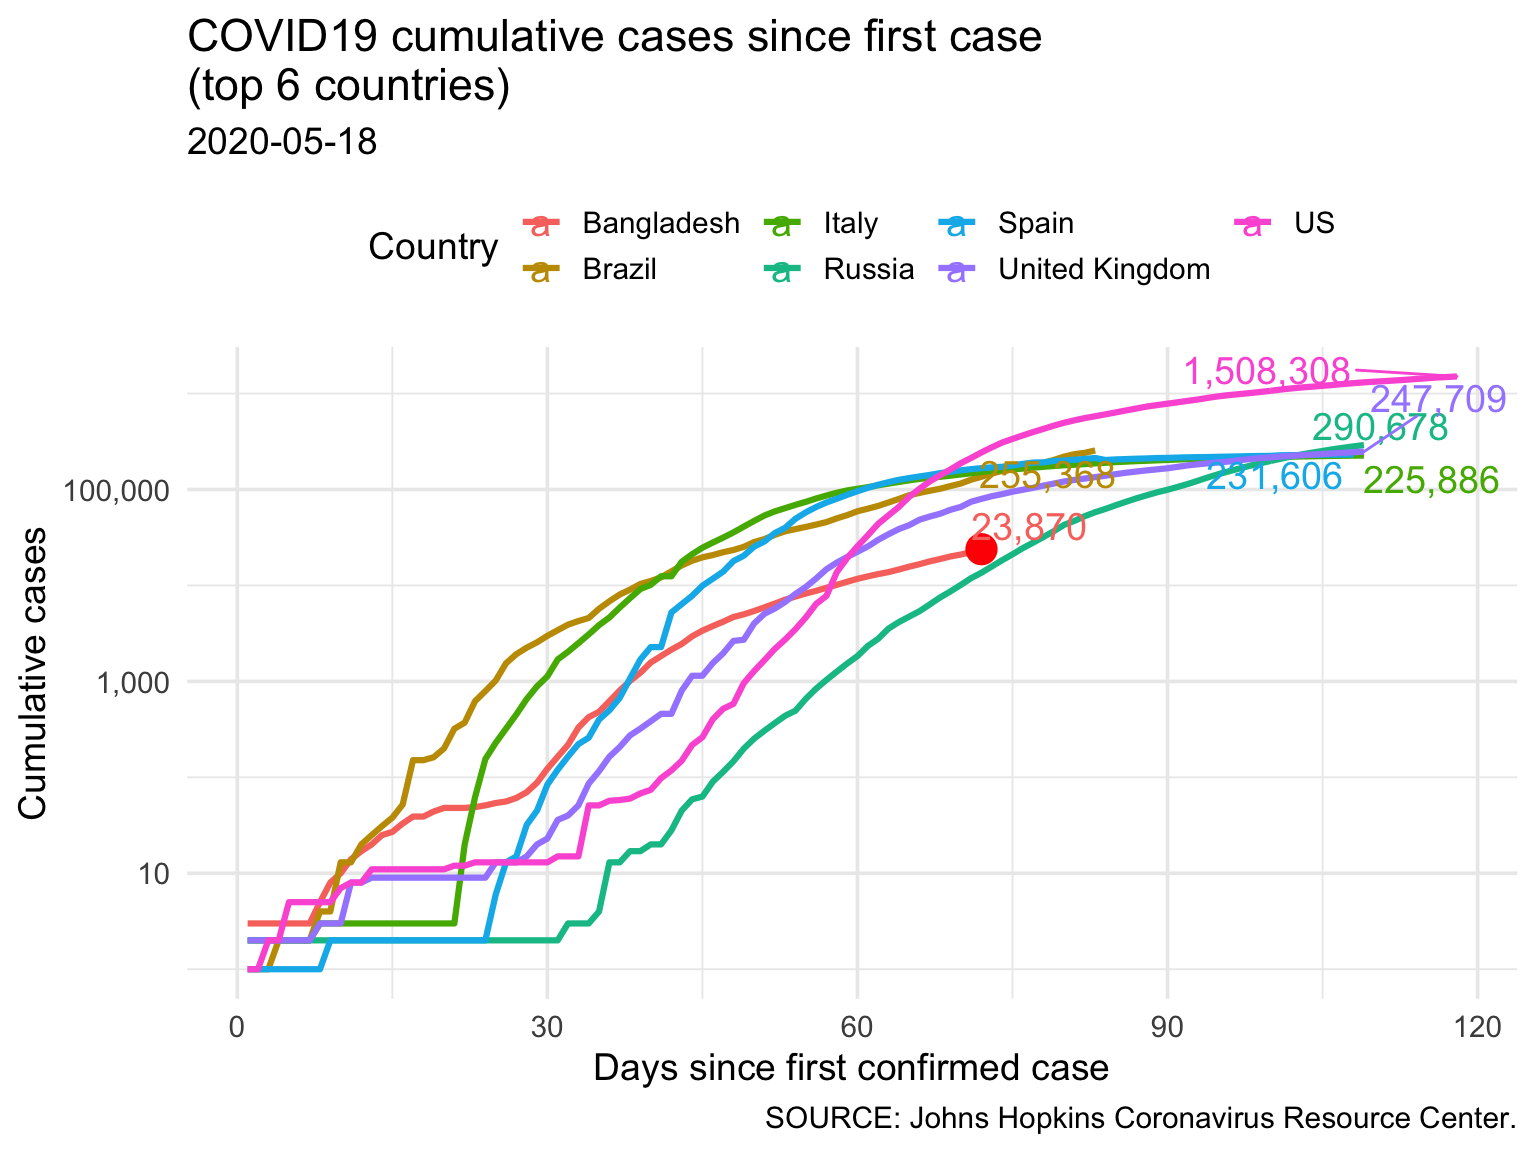 COVID19 cumulative cases since first case
(top 6 countries)
2020-05-18
Country
a Bangladesh a Italy a Spain a US
a Brazil a Russia a United Kingdom
1,508,308
247,709
290,678
255,368
231,606
225,886
23,870
100,000
1,000
10
Cumulative cases
0 30 60 90 120
Days since first confirmed case
SOURCE: Johns Hopkins Coronavirus Resource Center.